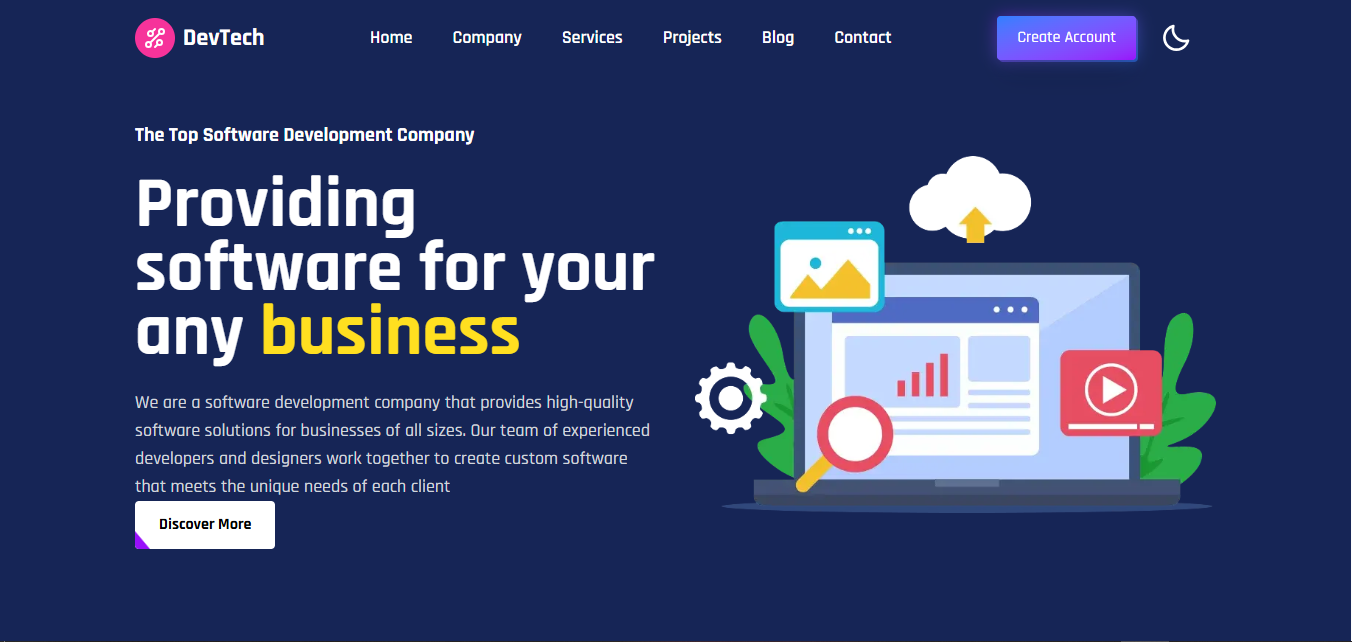 DevTech
Home Company Services Projects Blog Contact
Create Account
The Top Software Development Company
Providing
software for your
any business
We are a software development company that provides high-quality
software solutions for businesses of all sizes. Our team of experienced
developers and designers work together to create custom software
that meets the unique needs of each client
Discover More